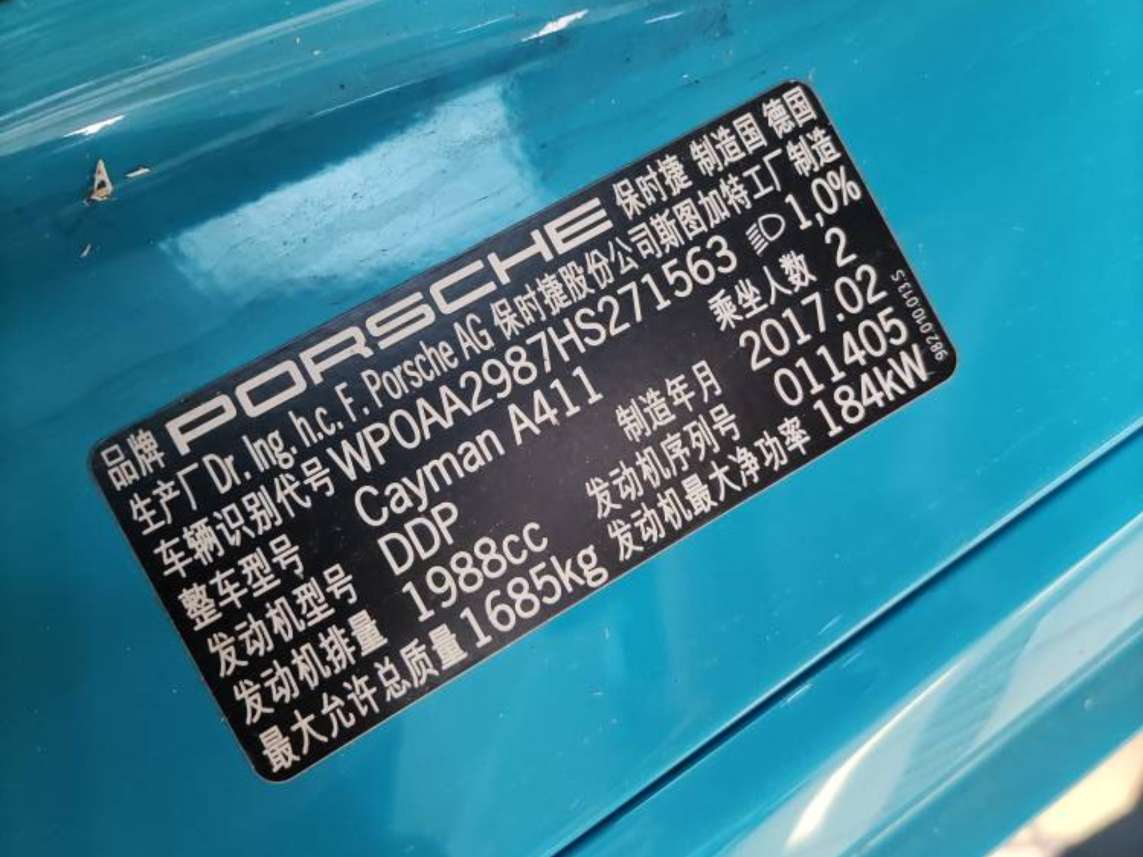 品牌 PORSCHE 保时捷 制造国 德国
生产厂 Dr. Ing. h.c. F. Porsche AG 保时捷股份公司斯图加特工厂制造
车辆识别代号 WP0AA2987HS271563 1,0%
整车型号 Cayman A411 乘坐人数 2
发动机型号 DDP 制造年月 2017.02
发动机排量 1988cc 发动机序列号 011405
最大允许总质量 1685kg 发动机最大净功率 184kW
982.010.013.5